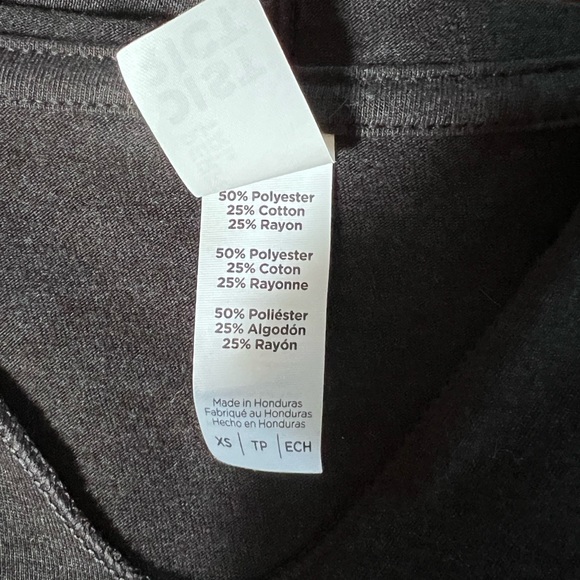 50% Polyester
25% Cotton
25% Rayon
50% Polyester
25% Coton
25% Rayonne
50% Poliéster
25% Algodón
25% Rayón
Made in Honduras
Fabriqué au Honduras
Hecho en Honduras
XS | TP | ECH